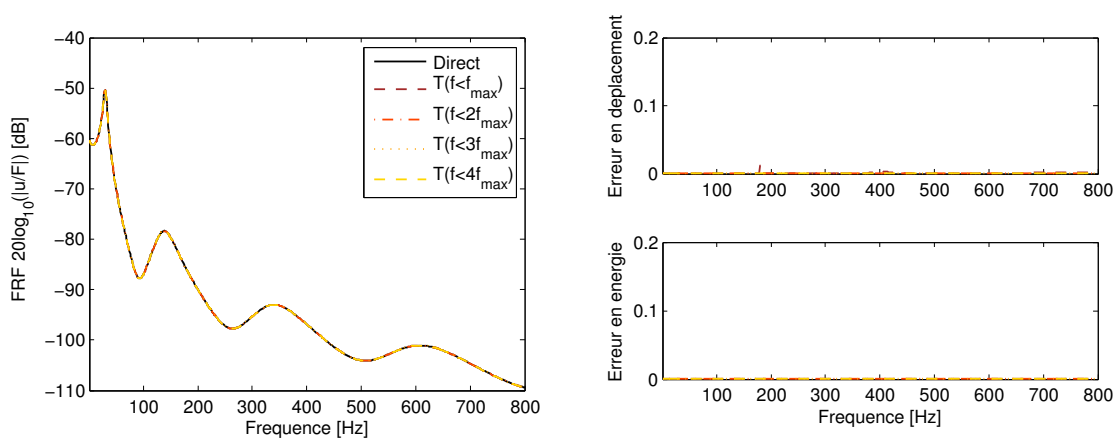 −40
−50
−60
−70
−80
−90
−100
−110
100 200 300 400 500 600 700 800
Frequence [Hz]
FRF 20log10(|u/F|) [dB]
Direct
T(f<fmax)
T(f<2fmax)
T(f<3fmax)
T(f<4fmax)
0.2
0.1
0
100 200 300 400 500 600 700 800
Erreur en deplacement
0.2
0.1
0
100 200 300 400 500 600 700 800
Erreur en energie
Frequence [Hz]